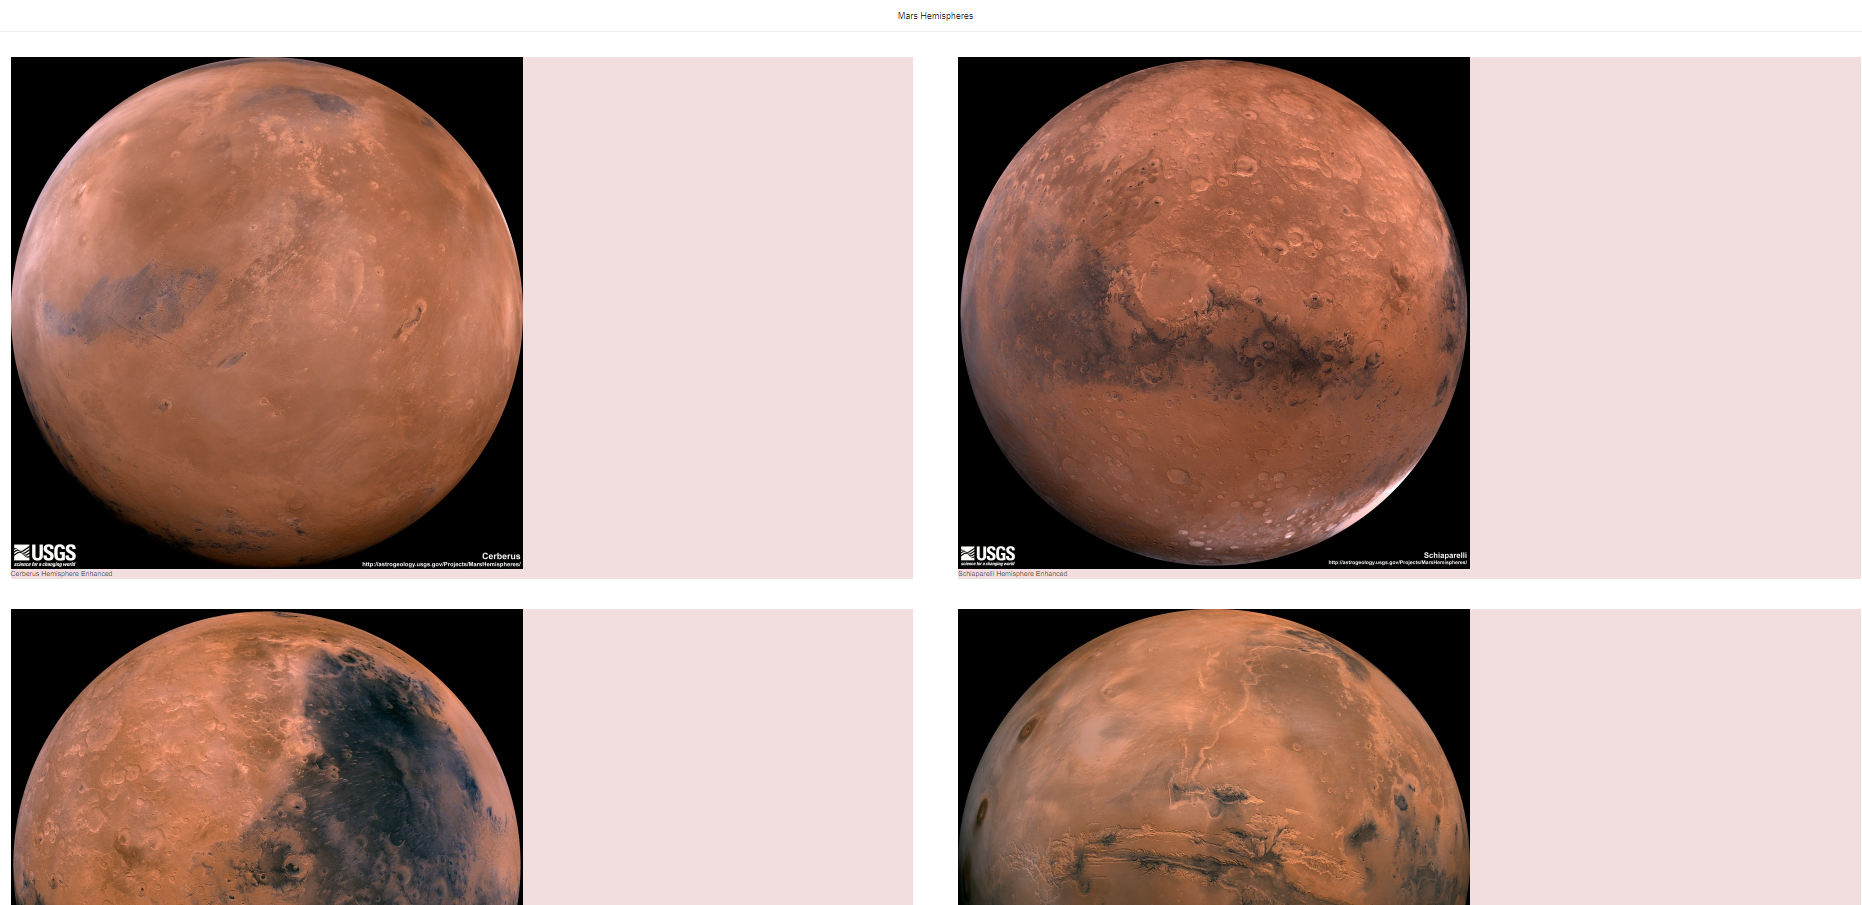 Mars Hemispheres
USGS
science for a changing world
Cerberus
http://astrogeology.usgs.gov/Projects/MarsHemispheres/
Cerberus Hemisphere Enhanced
USGS
science for a changing world
Schiaparelli
http://astrogeology.usgs.gov/Projects/MarsHemispheres/
Schiaparelli Hemisphere Enhanced